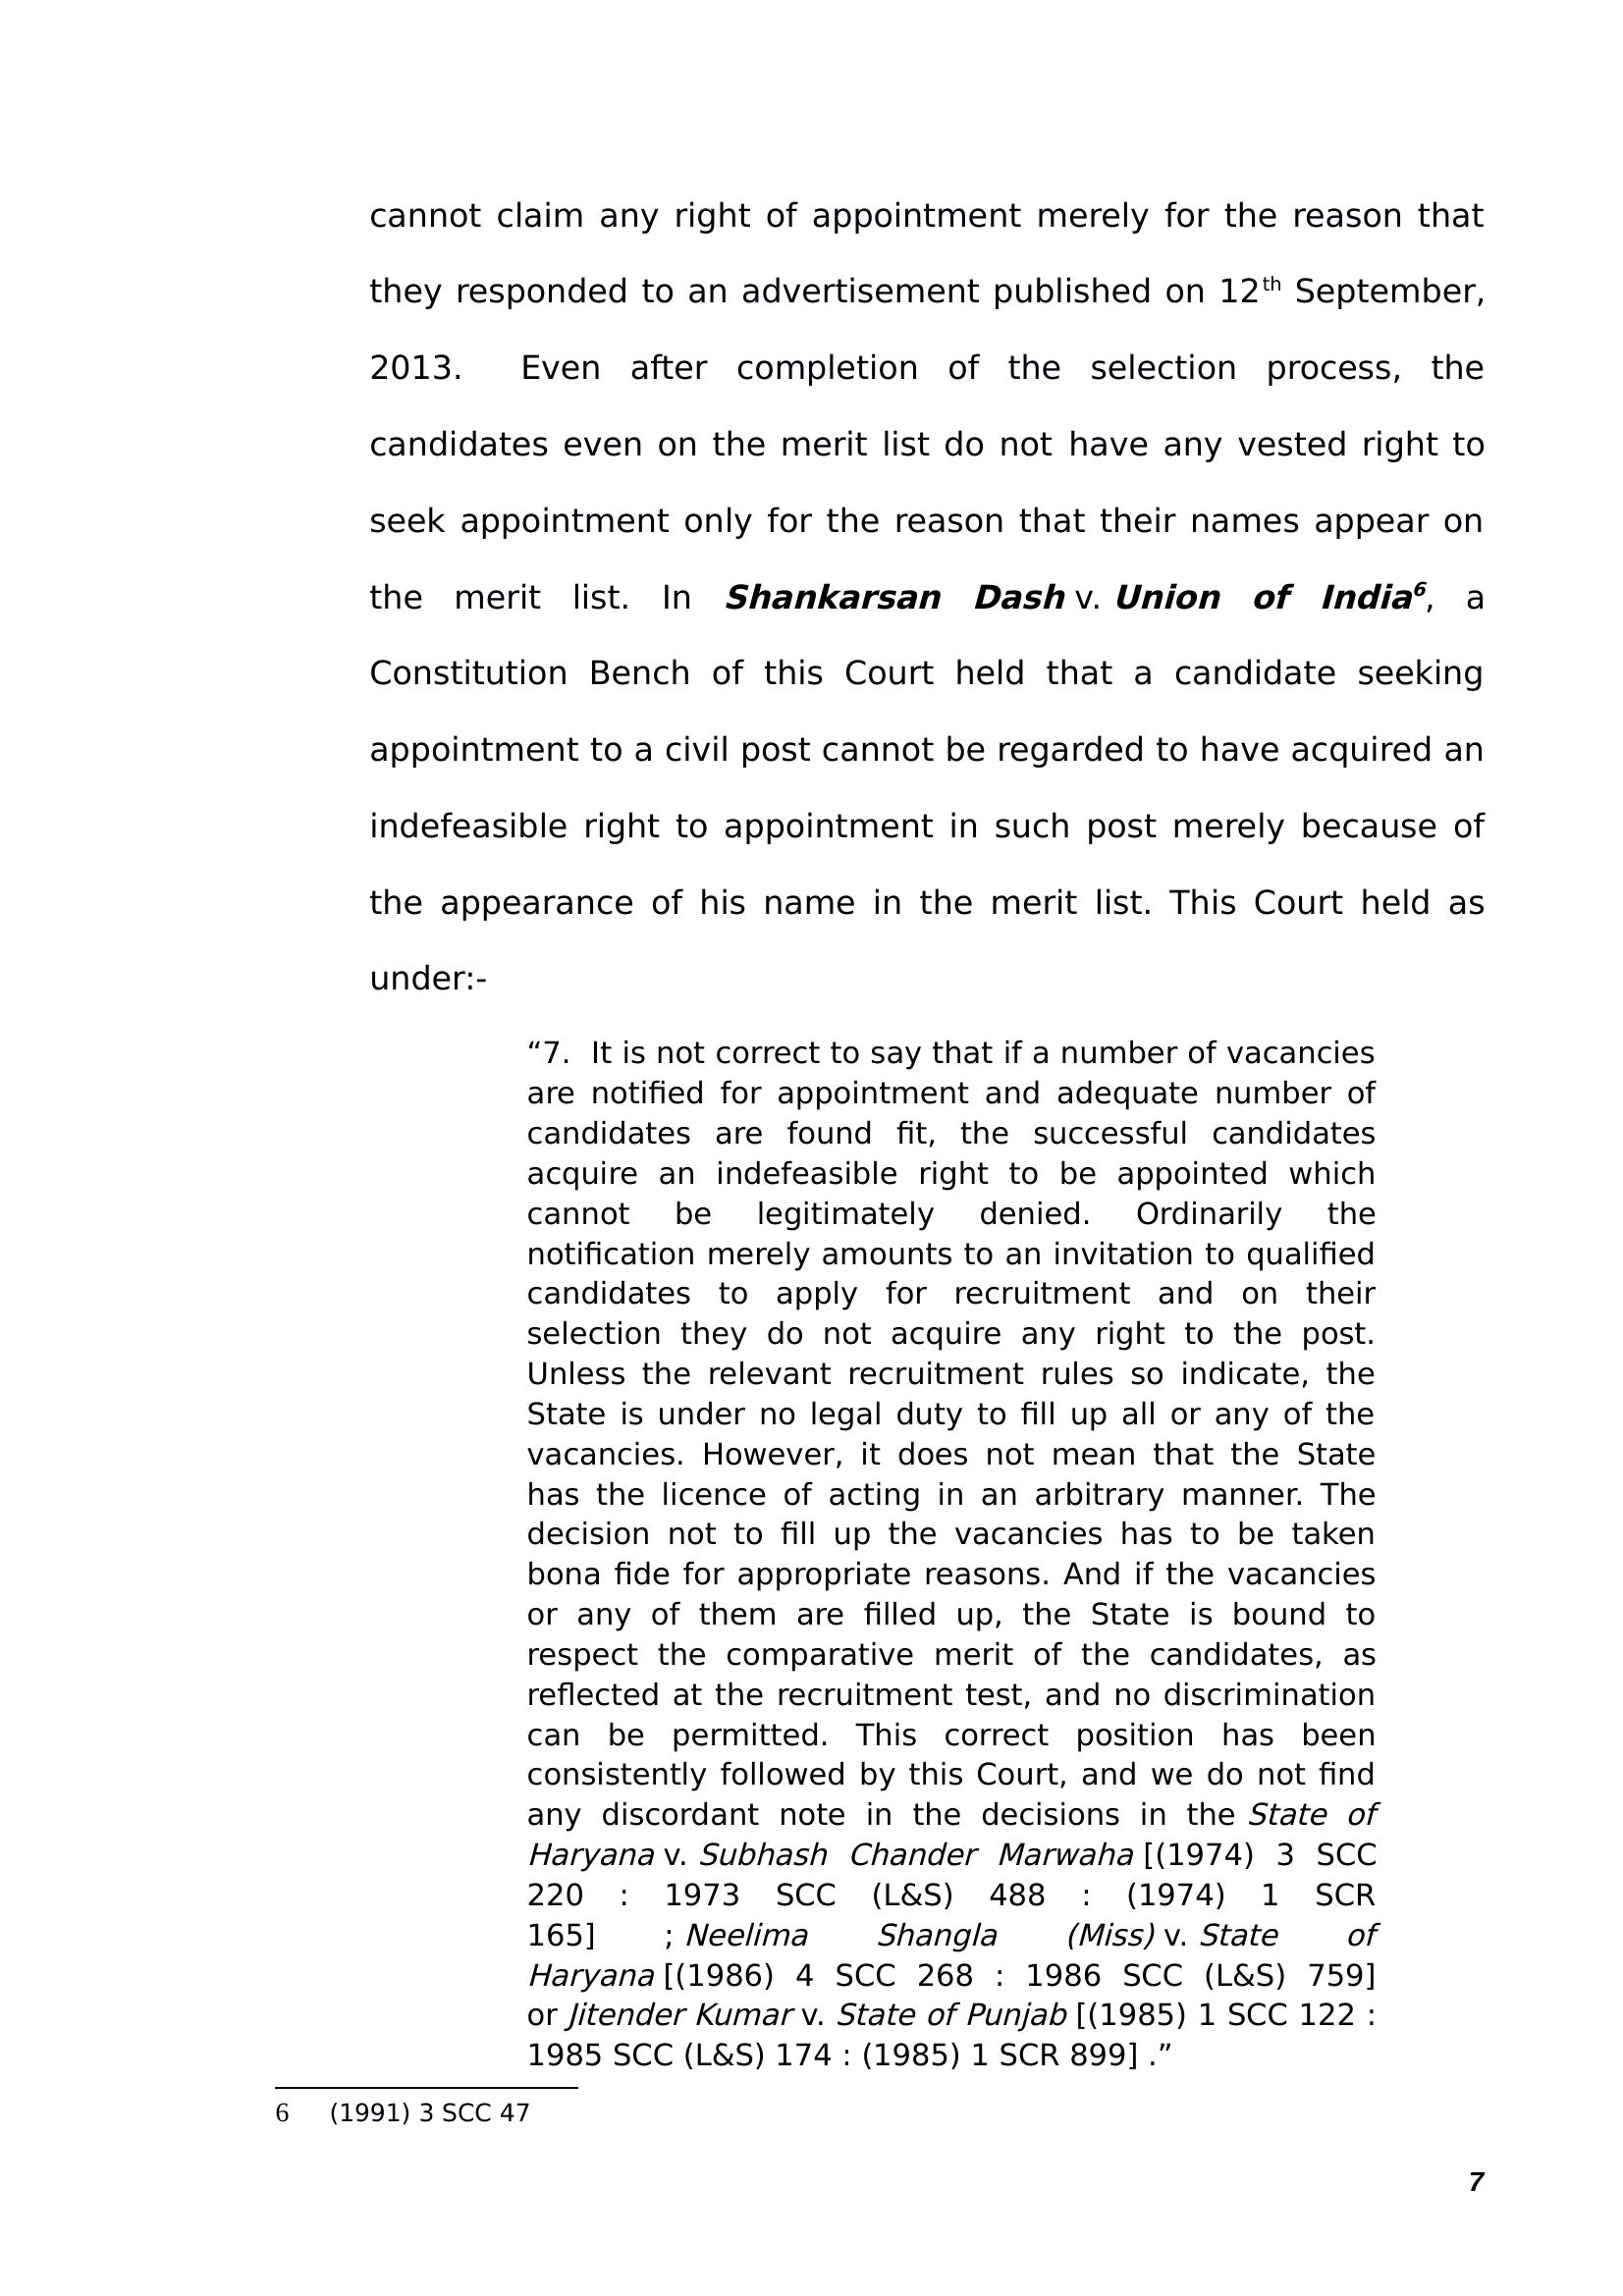 cannot claim any right of appointment merely for the reason that
they responded to an advertisement published on 12th September,
2013. Even after completion of the selection process, the
candidates even on the merit list do not have any vested right to
seek appointment only for the reason that their names appear on
the merit list. In Shankarsan Dash v. Union of India6, a
Constitution Bench of this Court held that a candidate seeking
appointment to a civil post cannot be regarded to have acquired an
indefeasible right to appointment in such post merely because of
the appearance of his name in the merit list. This Court held as
under:-
“7. It is not correct to say that if a number of vacancies
are notified for appointment and adequate number of
candidates are found fit, the successful candidates
acquire an indefeasible right to be appointed which
cannot be legitimately denied. Ordinarily the
notification merely amounts to an invitation to qualified
candidates to apply for recruitment and on their
selection they do not acquire any right to the post.
Unless the relevant recruitment rules so indicate, the
State is under no legal duty to fill up all or any of the
vacancies. However, it does not mean that the State
has the licence of acting in an arbitrary manner. The
decision not to fill up the vacancies has to be taken
bona fide for appropriate reasons. And if the vacancies
or any of them are filled up, the State is bound to
respect the comparative merit of the candidates, as
reflected at the recruitment test, and no discrimination
can be permitted. This correct position has been
consistently followed by this Court, and we do not find
any discordant note in the decisions in the State of
Haryana v. Subhash Chander Marwaha [(1974) 3 SCC
220 : 1973 SCC (L&S) 488 : (1974) 1 SCR
165] ; Neelima Shangla (Miss) v. State of
Haryana [(1986) 4 SCC 268 : 1986 SCC (L&S) 759]
or Jitender Kumar v. State of Punjab [(1985) 1 SCC 122 :
1985 SCC (L&S) 174 : (1985) 1 SCR 899] .”
6 (1991) 3 SCC 47
7